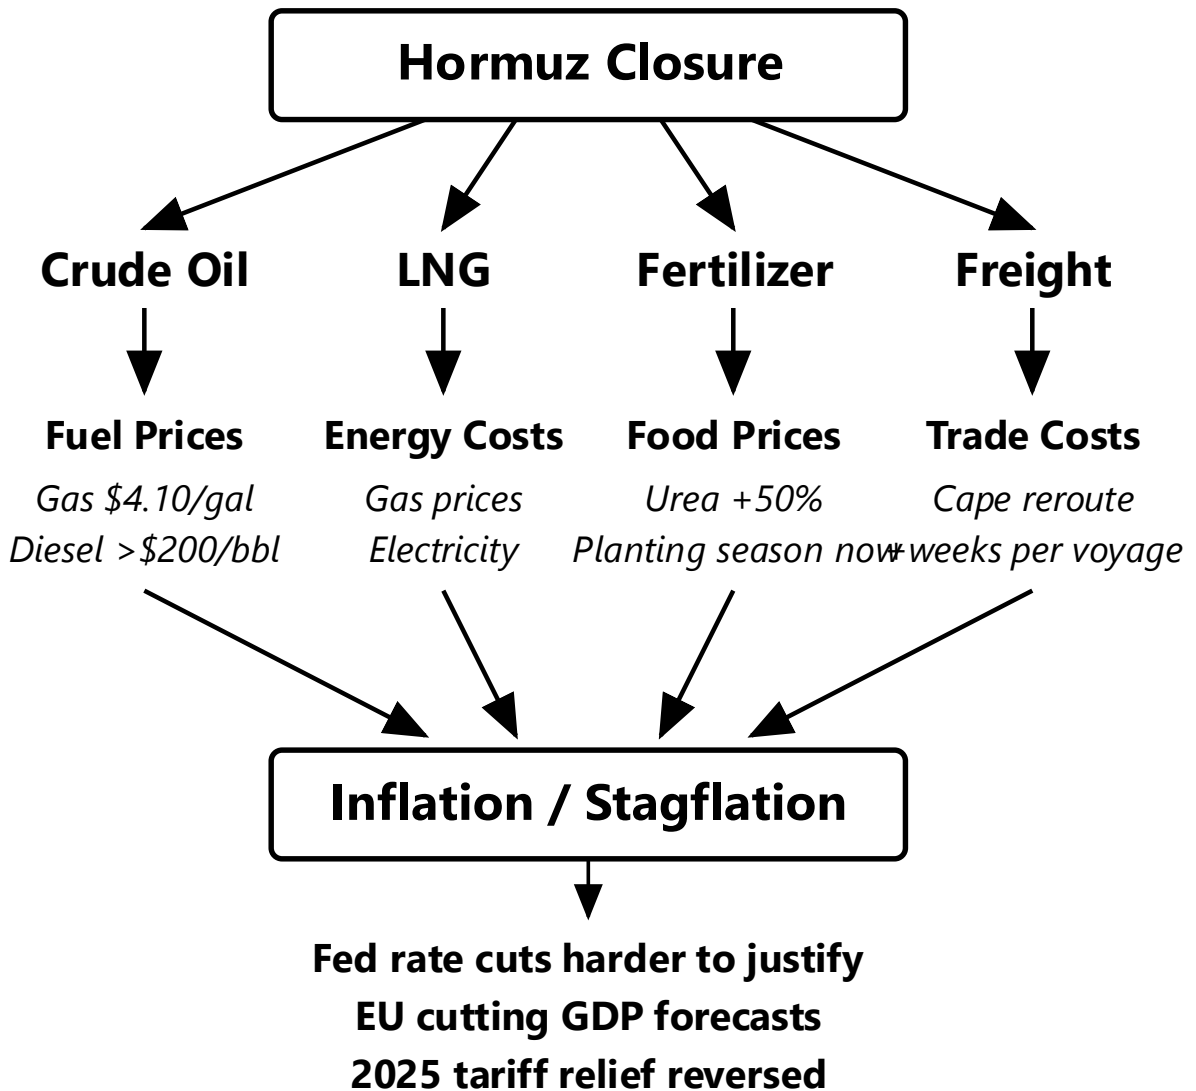 Hormuz Closure
Crude Oil
LNG
Fertilizer
Freight
Fuel Prices
Gas $4.10/gal
Diesel >$200/bbl
Energy Costs
Gas prices
Electricity
Food Prices
Urea +50%
Planting season now
Trade Costs
Cape reroute
+weeks per voyage
Inflation / Stagflation
Fed rate cuts harder to justify
EU cutting GDP forecasts
2025 tariff relief reversed